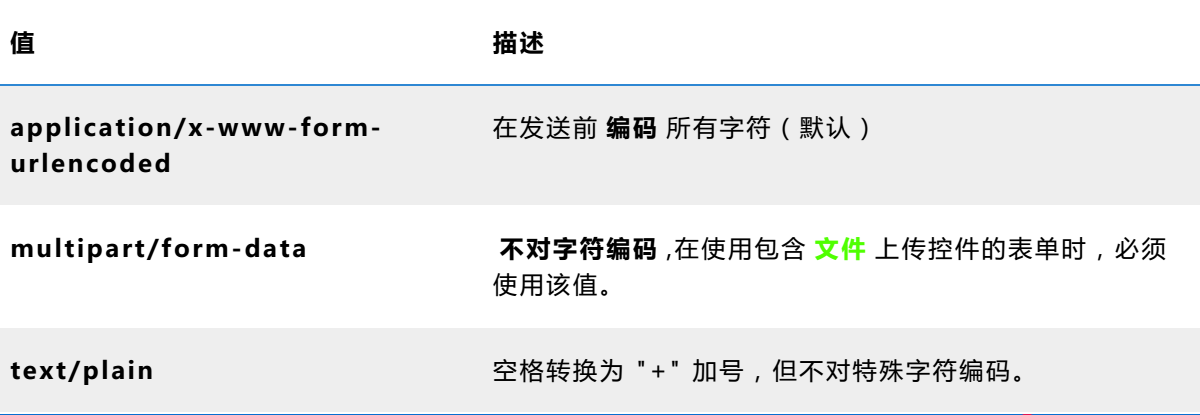 值 描述
application/x-www-form- 在发送前 编码 所有字符（默认）
urlencoded
multipart/form-data 不对字符编码 ,在使用包含 文件 上传控件的表单时，必须
使用该值。
text/plain 空格转换为 "+" 加号，但不对特殊字符编码。